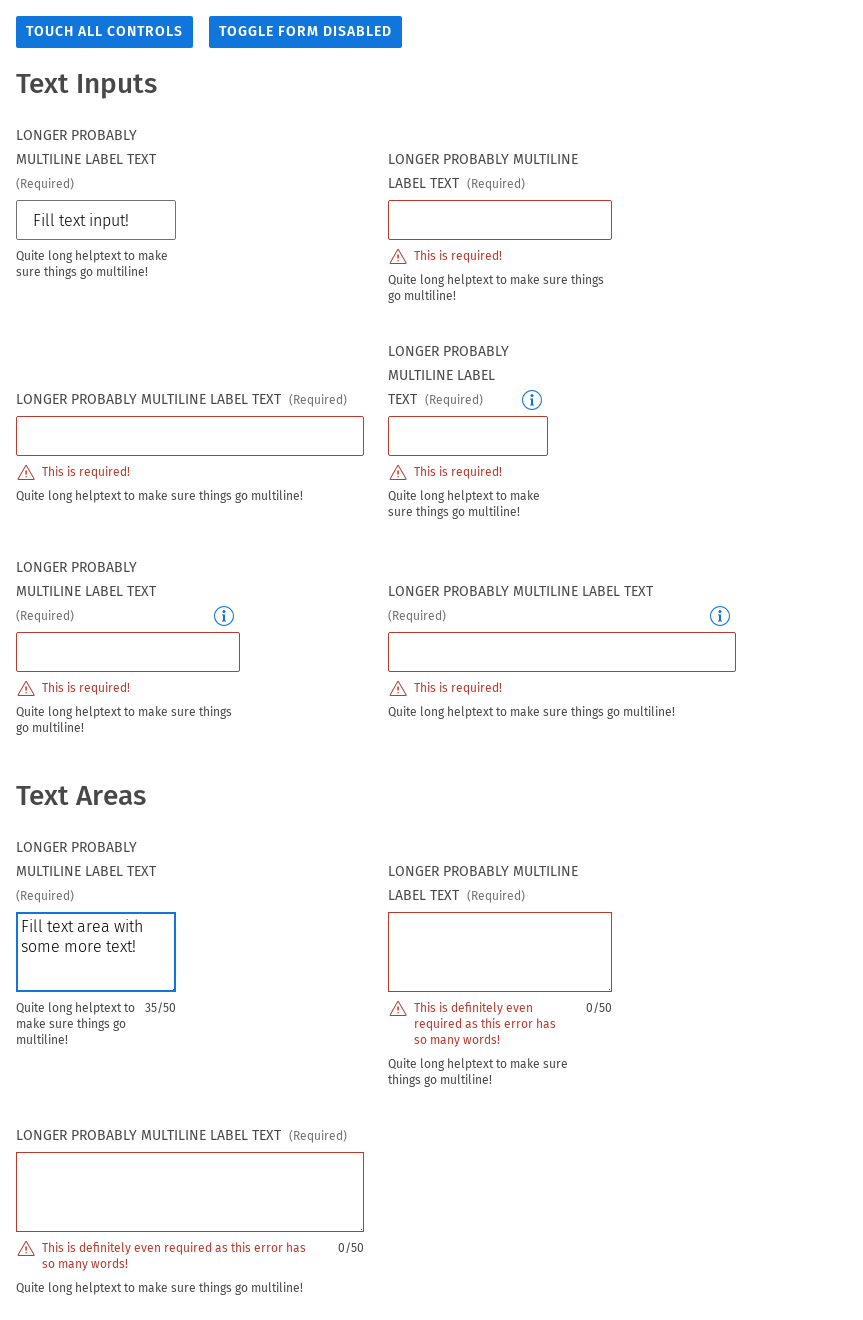 TOUCH ALL CONTROLS
TOGGLE FORM DISABLED
Text Inputs
LONGER PROBABLY
MULTILINE LABEL TEXT
(Required)
Fill text input!
Quite long helptext to make
sure things go multiline!
LONGER PROBABLY MULTILINE
LABEL TEXT (Required)
This is required!
Quite long helptext to make sure things
go multiline!
LONGER PROBABLY MULTILINE LABEL TEXT (Required)
This is required!
Quite long helptext to make sure things go multiline!
LONGER PROBABLY
MULTILINE LABEL
TEXT (Required)
This is required!
Quite long helptext to make
sure things go multiline!
LONGER PROBABLY
MULTILINE LABEL TEXT
(Required)
This is required!
Quite long helptext to make sure things
go multiline!
LONGER PROBABLY MULTILINE LABEL TEXT
(Required)
This is required!
Quite long helptext to make sure things go multiline!
Text Areas
LONGER PROBABLY
MULTILINE LABEL TEXT
(Required)
Fill text area with
some more text!
Quite long helptext to 35/50
make sure things go
multiline!
LONGER PROBABLY MULTILINE
LABEL TEXT (Required)
This is definitely even 0/50
required as this error has
so many words!
Quite long helptext to make sure
things go multiline!
LONGER PROBABLY MULTILINE LABEL TEXT (Required)
This is definitely even required as this error has 0/50
so many words!
Quite long helptext to make sure things go multiline!